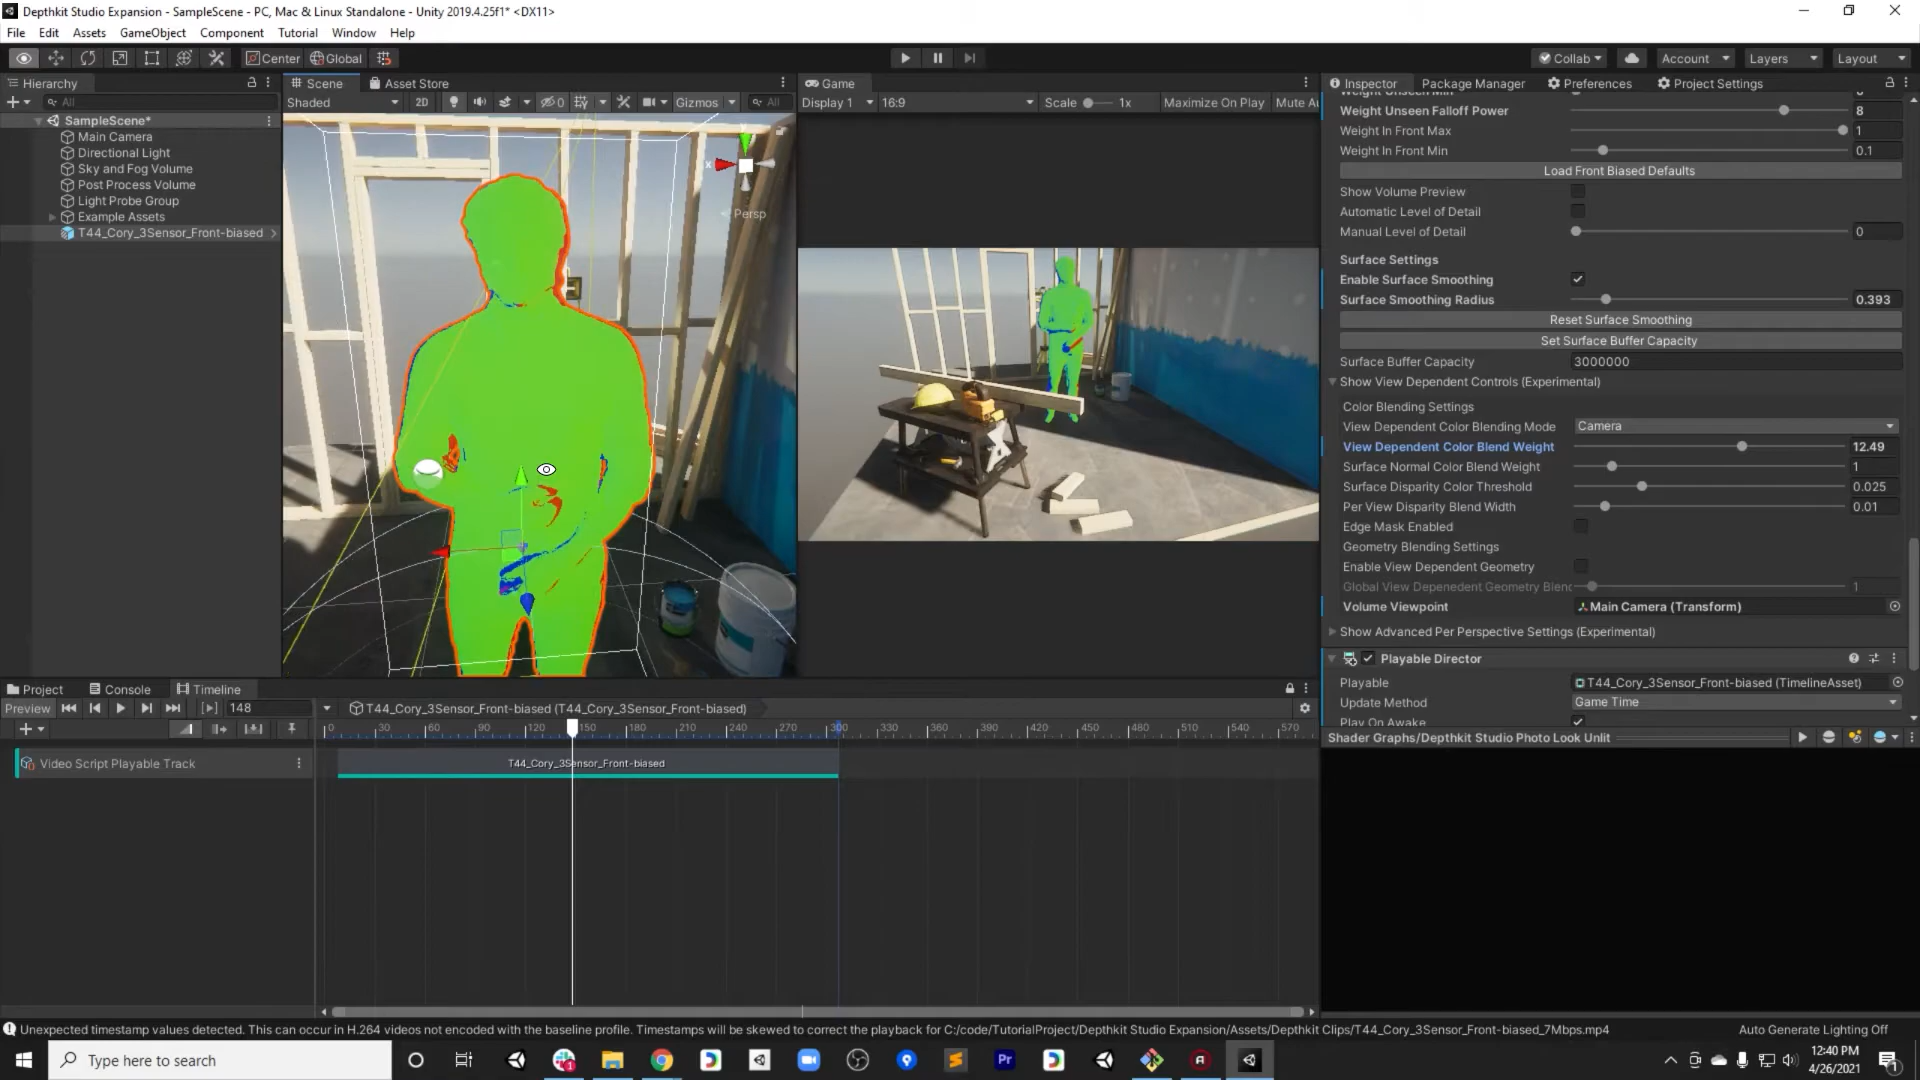 Depthkit Studio Expansion - SampleScene - PC, Mac & Linux Standalone - Unity 2019.4.25f1* <DX11>
File Edit Assets GameObject Component Tutorial Window Help
Center Global Collab Account Layers Layout
Hierarchy
All
SampleScene*
Main Camera
Directional Light
Sky and Fog Volume
Post Process Volume
Light Probe Group
Example Assets
T44_Cory_3Sensor_Front-biased
Scene Asset Store
Shaded 2D 0 Gizmos All
x
Persp
Game
Display 1 16:9 Scale 1x Maximize On Play Mute Au
Inspector Package Manager Preferences Project Settings
Weight Unseen Falloff Power 8
Weight In Front Max 1
Weight In Front Min 0.1
Load Front Biased Defaults
Show Volume Preview
Automatic Level of Detail
Manual Level of Detail 0
Surface Settings
Enable Surface Smoothing
Surface Smoothing Radius 0.393
Reset Surface Smoothing
Set Surface Buffer Capacity
Surface Buffer Capacity 3000000
Show View Dependent Controls (Experimental)
Color Blending Settings
View Dependent Color Blending Mode Camera
View Dependent Color Blend Weight 12.49
Surface Normal Color Blend Weight 1
Surface Disparity Color Threshold 0.025
Per View Disparity Blend Width 0.01
Edge Mask Enabled
Geometry Blending Settings
Enable View Dependent Geometry
Global View Depenedent Geometry Blenc 1
Volume Viewpoint Main Camera (Transform)
Show Advanced Per Perspective Settings (Experimental)
Playable Director
Playable T44_Cory_3Sensor_Front-biased (TimelineAsset)
Update Method Game Time
Play On Awake
Shader Graphs/Depthkit Studio Photo Look Unlit
Project Console Timeline
Preview 148 T44_Cory_3Sensor_Front-biased (T44_Cory_3Sensor_Front-biased)
0 30 60 90 120 150 180 210 240 270 300 330 360 390 420 450 480 510 540 570
Video Script Playable Track
T44_Cory_3Sensor_Front-biased
Unexpected timestamp values detected. This can occur in H.264 videos not encoded with the baseline profile. Timestamps will be skewed to correct the playback for C:/code/TutorialProject/Depthkit Studio Expansion/Assets/Depthkit Clips/T44_Cory_3Sensor_Front-biased_7Mbps.mp4
Auto Generate Lighting Off
Type here to search
Pr
12:40 PM
4/26/2021